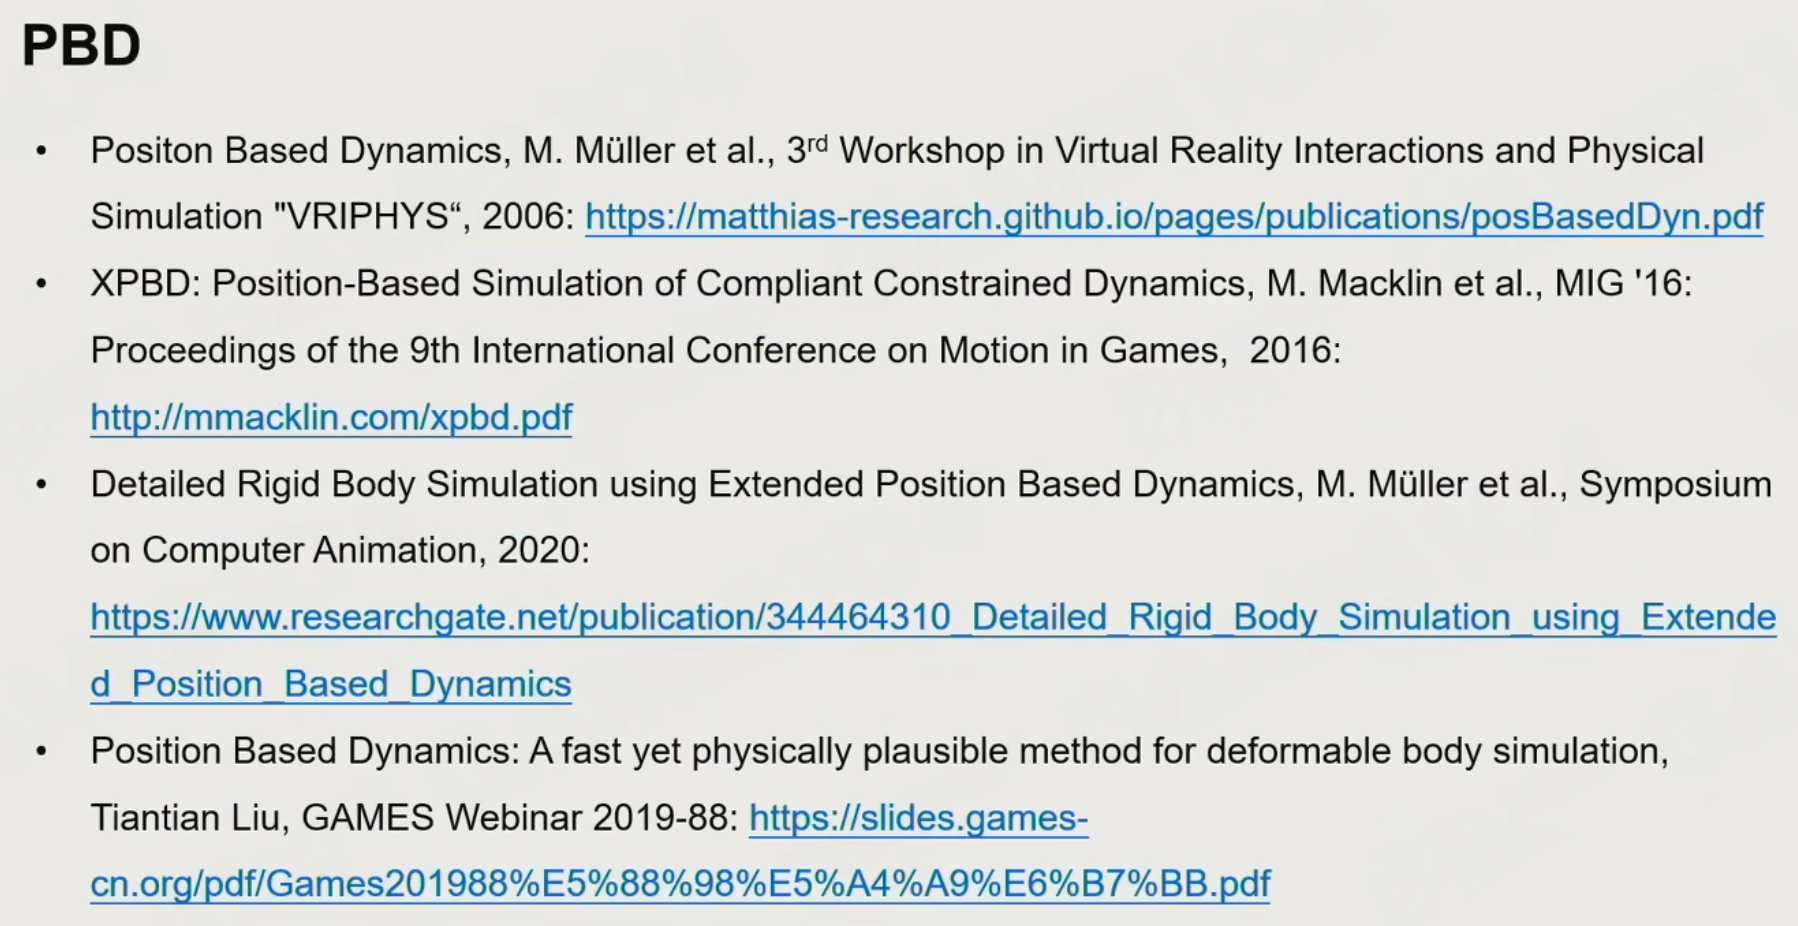 PBD
• Positon Based Dynamics, M. Müller et al., 3rd Workshop in Virtual Reality Interactions and Physical
Simulation "VRIPHYS“, 2006: https://matthias-research.github.io/pages/publications/posBasedDyn.pdf
• XPBD: Position-Based Simulation of Compliant Constrained Dynamics, M. Macklin et al., MIG '16:
Proceedings of the 9th International Conference on Motion in Games, 2016:
http://mmacklin.com/xpbd.pdf
• Detailed Rigid Body Simulation using Extended Position Based Dynamics, M. Müller et al., Symposium
on Computer Animation, 2020:
https://www.researchgate.net/publication/344464310_Detailed_Rigid_Body_Simulation_using_Extende
d_Position_Based_Dynamics
• Position Based Dynamics: A fast yet physically plausible method for deformable body simulation,
Tiantian Liu, GAMES Webinar 2019-88: https://slides.games-
cn.org/pdf/Games201988%E5%88%98%E5%A4%A9%E6%B7%BB.pdf